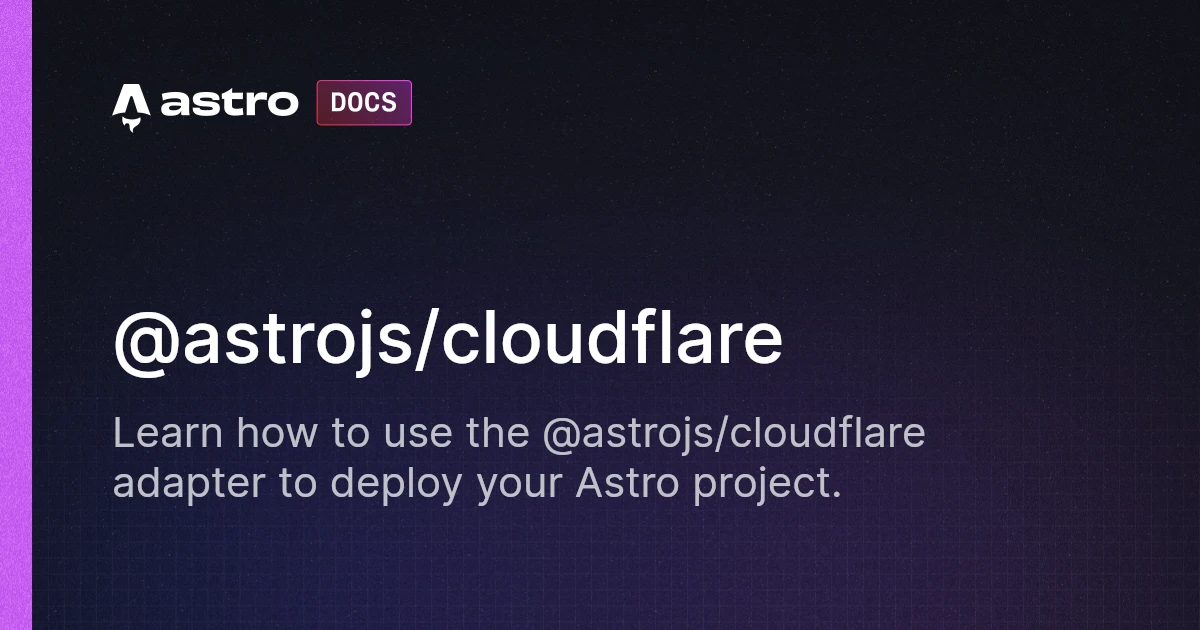 astro DOCS
@astrojs/cloudflare
Learn how to use the @astrojs/cloudflare
adapter to deploy your Astro project.